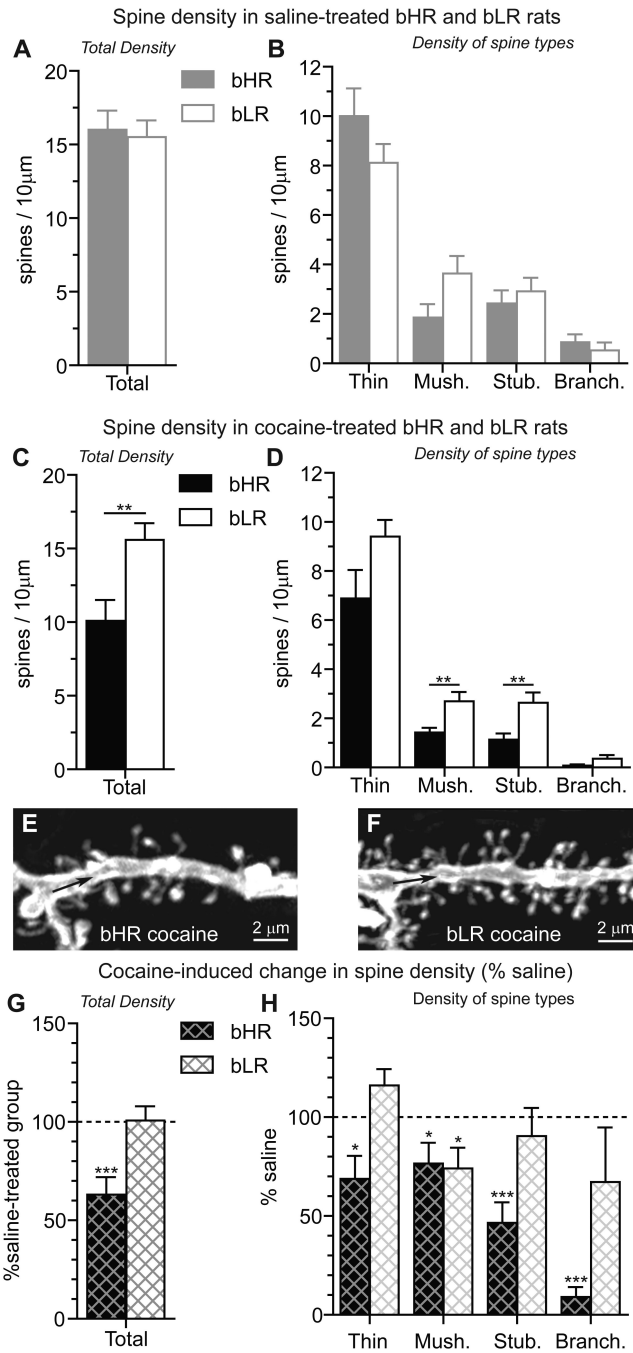 Spine density in saline-treated bHR and bLR rats
A
Total Density
B
Density of spine types
bHR
bLR
spines / 10μm
20
15
10
5
0
Total
spines / 10μm
12
10
8
6
4
2
0
Thin Mush. Stub. Branch.
Spine density in cocaine-treated bHR and bLR rats
C
Total Density
D
Density of spine types
bHR
bLR
spines / 10μm
20
15
10
5
0
**
Total
spines / 10μm
12
10
8
6
4
2
0
** **
Thin Mush. Stub. Branch.
E
bHR cocaine
2 μm
F
bLR cocaine
2 μm
Cocaine-induced change in spine density (% saline)
G
Total Density
H
Density of spine types
bHR
bLR
%saline-treated group
150
100
50
0
***
Total
% saline
150
100
50
0
* * * *** ***
Thin Mush. Stub. Branch.